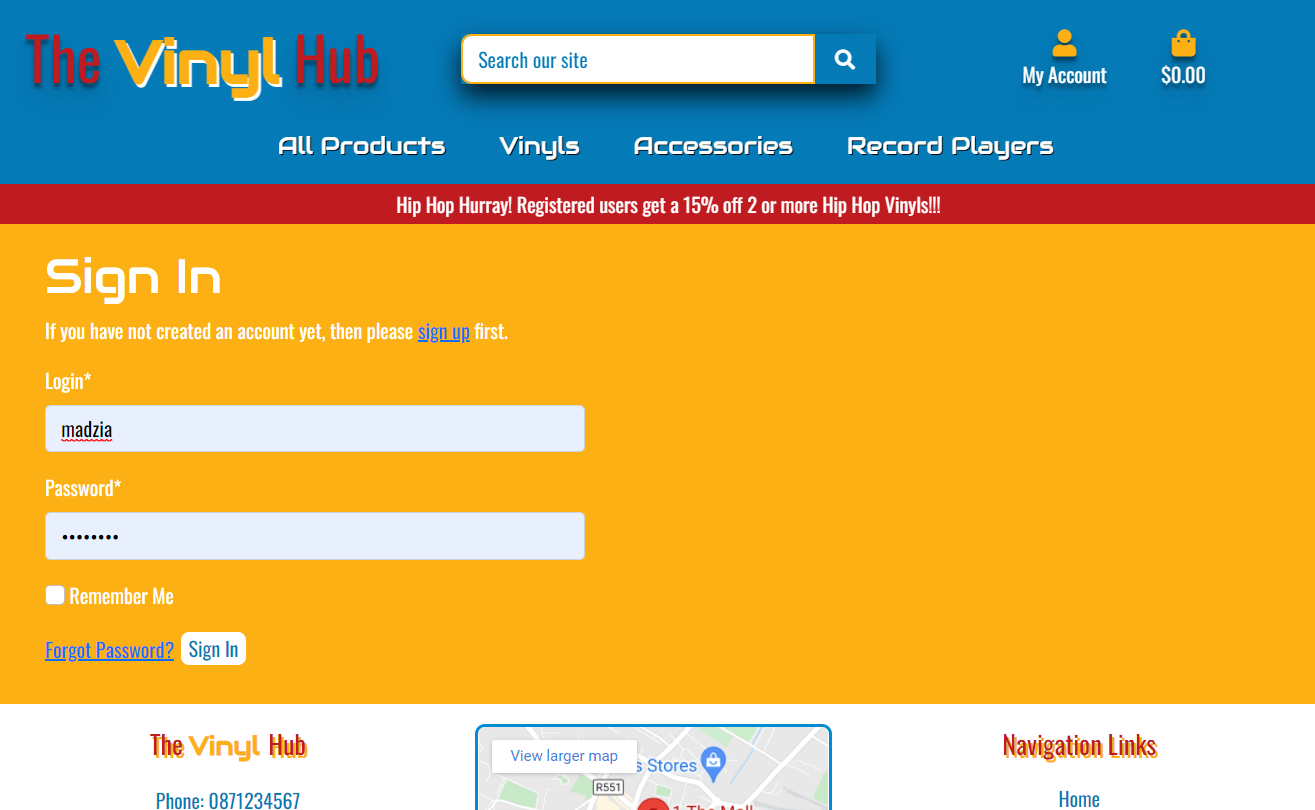 The Vinyl Hub
Search our site
My Account
$0.00
All Products Vinyls Accessories Record Players
Hip Hop Hurray! Registered users get a 15% off 2 or more Hip Hop Vinyls!!!
Sign In
If you have not created an account yet, then please sign up first.
Login*
madzia
Password*
••••••••
Remember Me
Forgot Password? Sign In
The Vinyl Hub
Phone: 0871234567
View larger map
s Stores
R551
1 The Mall
Navigation Links
Home